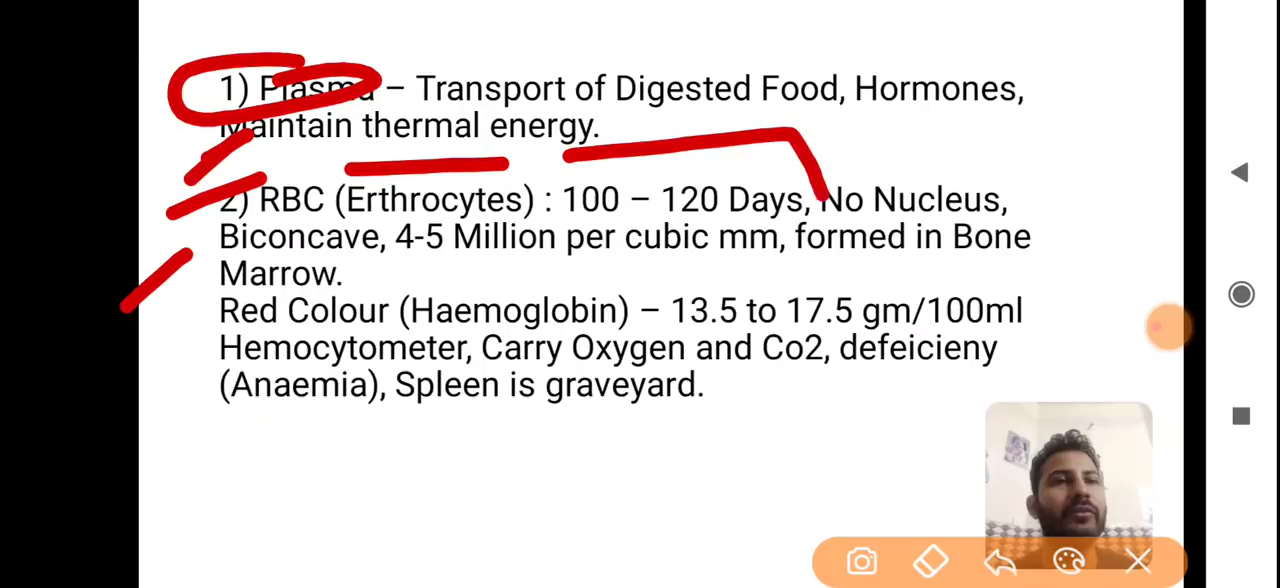 1) Plasma – Transport of Digested Food, Hormones,
Maintain thermal energy.
2) RBC (Erthrocytes) : 100 – 120 Days, No Nucleus,
Biconcave, 4-5 Million per cubic mm, formed in Bone
Marrow.
Red Colour (Haemoglobin) – 13.5 to 17.5 gm/100ml
Hemocytometer, Carry Oxygen and Co2, defeicieny
(Anaemia), Spleen is graveyard.